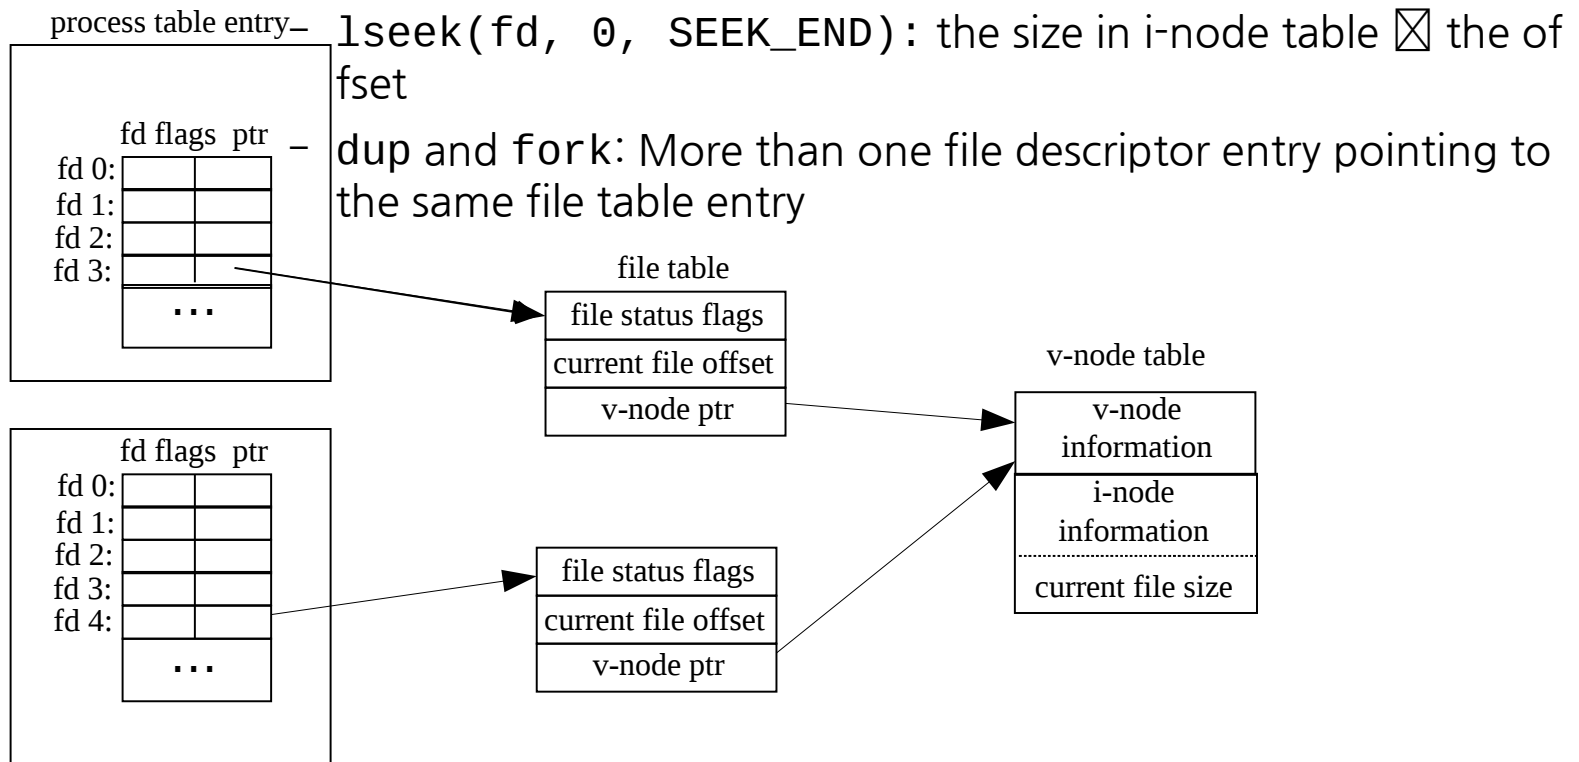 process table entry
– lseek(fd, 0, SEEK_END): the size in i-node table  the of
fset
– dup and fork: More than one file descriptor entry pointing to
the same file table entry
fd flags ptr
fd 0:
fd 1:
fd 2:
fd 3:
...
file table
file status flags
current file offset
v-node ptr
v-node table
v-node
information
i-node
information
current file size
fd flags ptr
fd 0:
fd 1:
fd 2:
fd 3:
fd 4:
...
file status flags
current file offset
v-node ptr